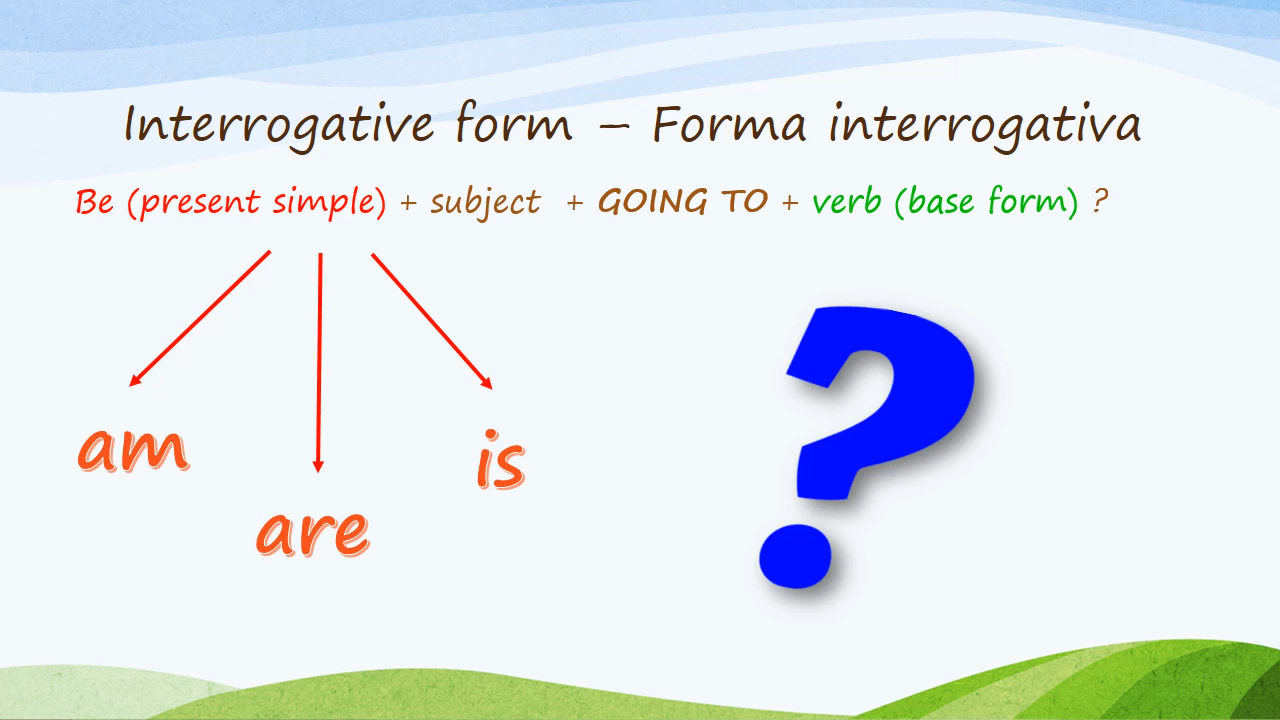 Interrogative form – Forma interrogativa
Be (present simple) + subject + GOING TO + verb (base form) ?
am
is
are
?